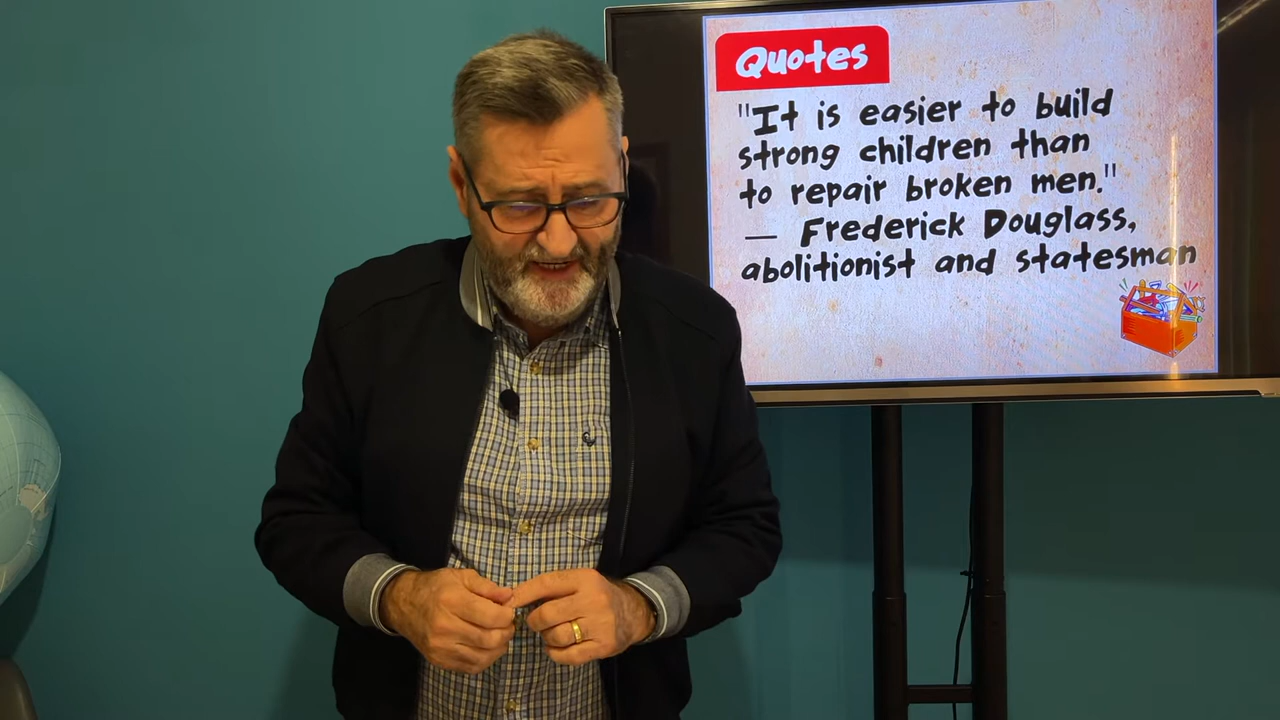 Quotes
"It is easier to build
strong children than
to repair broken men."
— Frederick Douglass,
abolitionist and statesman